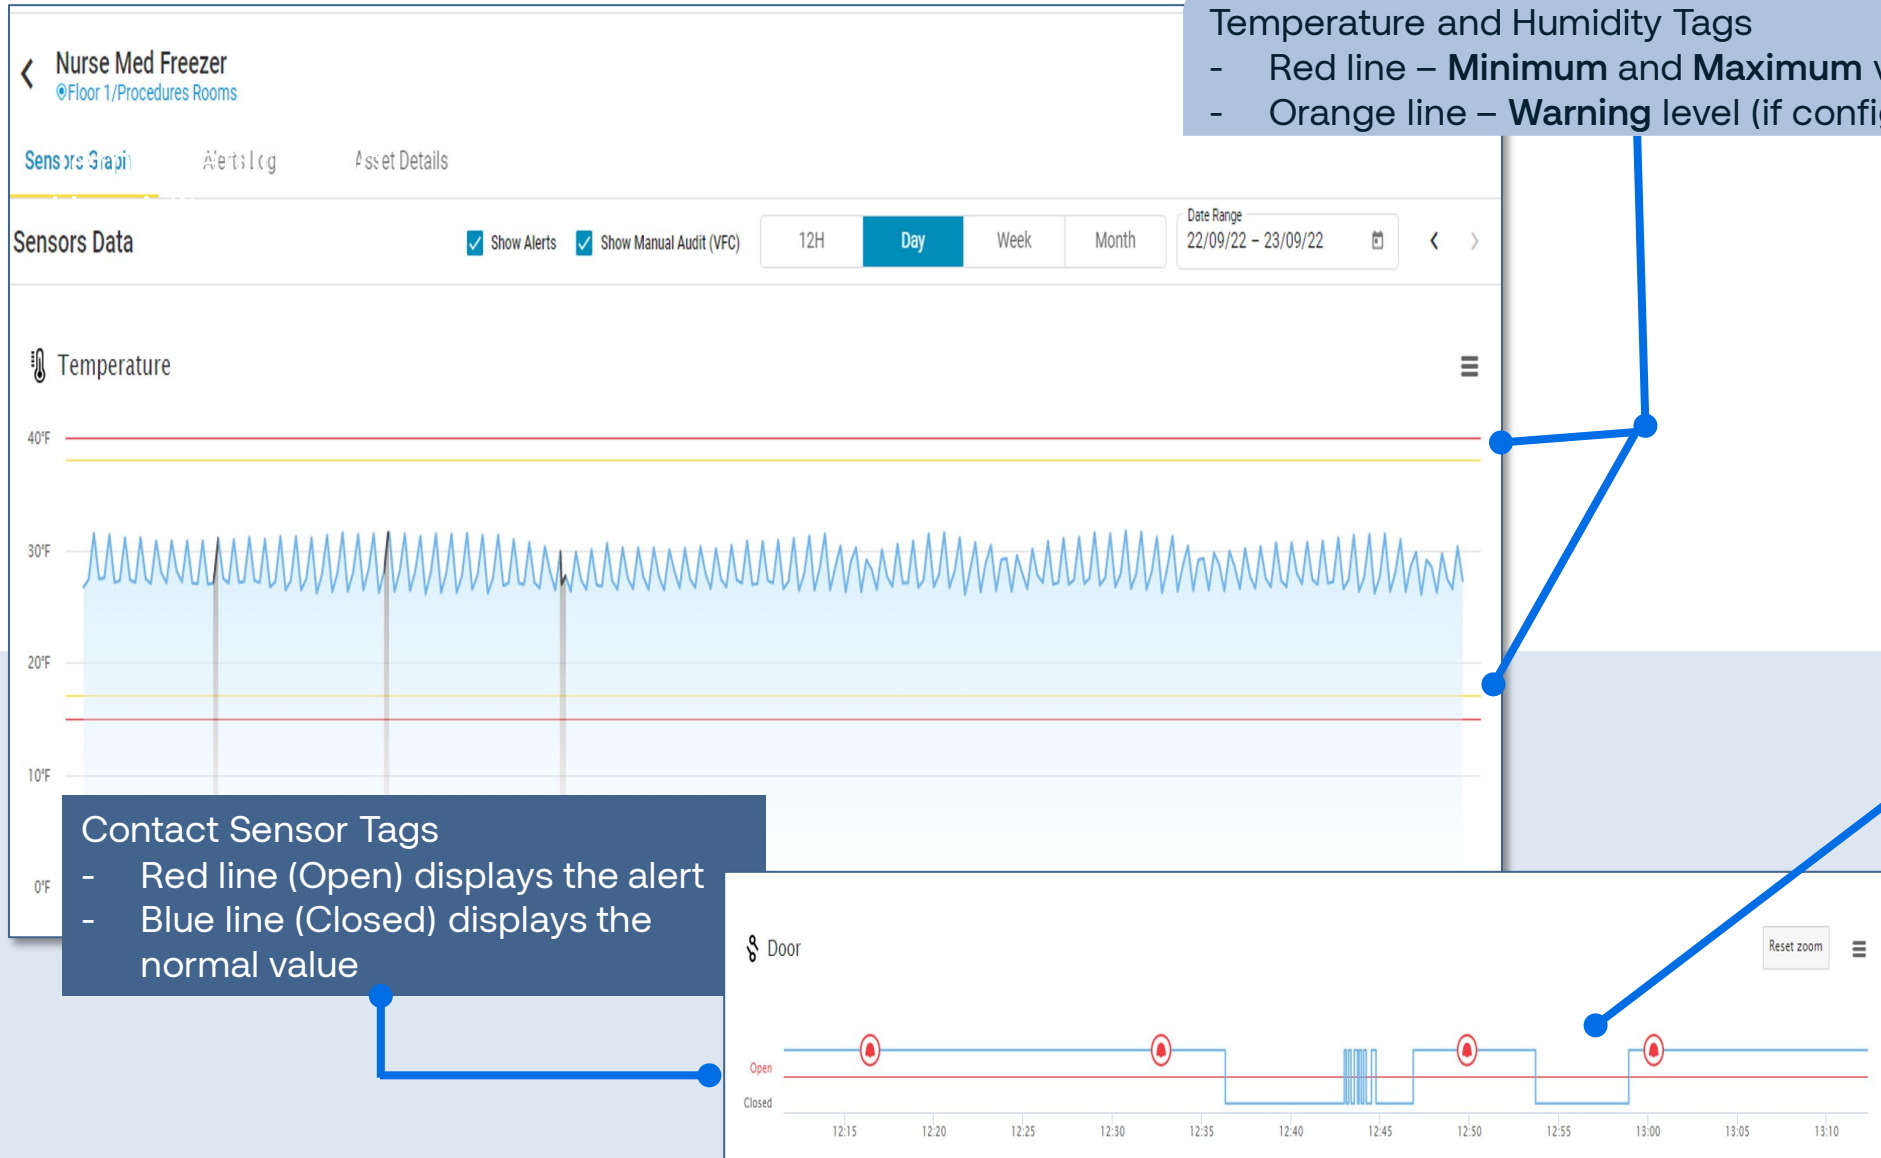 Temperature and Humidity Tags
- Red line – Minimum and Maximum
- Orange line – Warning level (if
Nurse Med Freezer
Floor 1/Procedures Rooms
Sensors Graph Alerts Log Asset Details
Sensors Data
Show Alerts Show Manual Audit (VFC) 12H Day Week Month
Date Range
22/09/22 – 23/09/22
Temperature
40°F
30°F
20°F
10°F
0°F
Contact Sensor Tags
- Red line (Open) displays the alert
- Blue line (Closed) displays the
normal value
Door
Reset zoom
Open
Closed
12:15 12:20 12:25 12:30 12:35 12:40 12:45 12:50 12:55 13:00 13:05 13:10